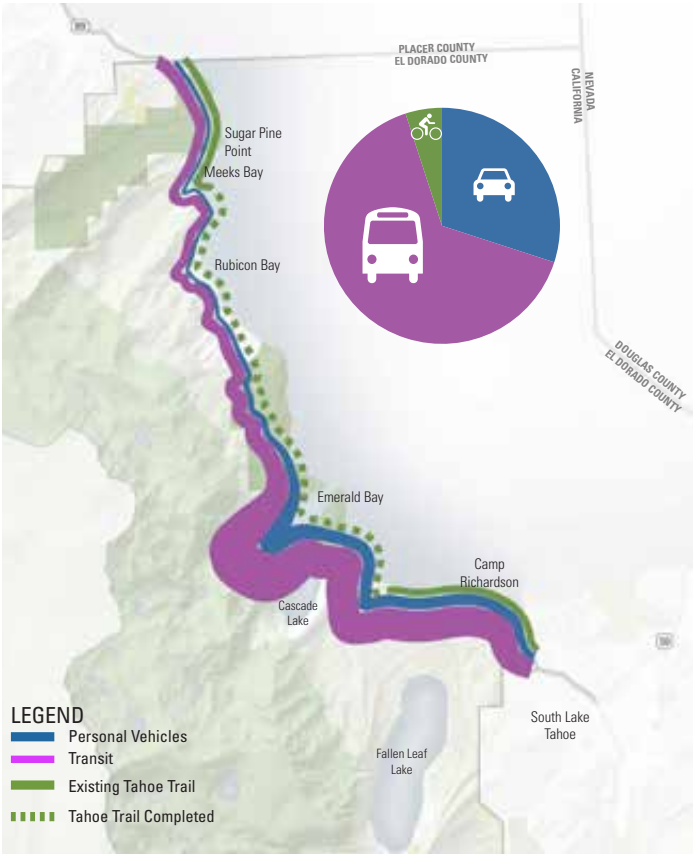 89
PLACER COUNTY
EL DORADO COUNTY
NEVADA
CALIFORNIA
Sugar Pine
Point
Meeks Bay
Rubicon Bay
DOUGLAS COUNTY
EL DORADO COUNTY
Emerald Bay
Camp
Richardson
Cascade
Lake
South Lake
Tahoe
Fallen Leaf
Lake
LEGEND
Personal Vehicles
Transit
Existing Tahoe Trail
Tahoe Trail Completed